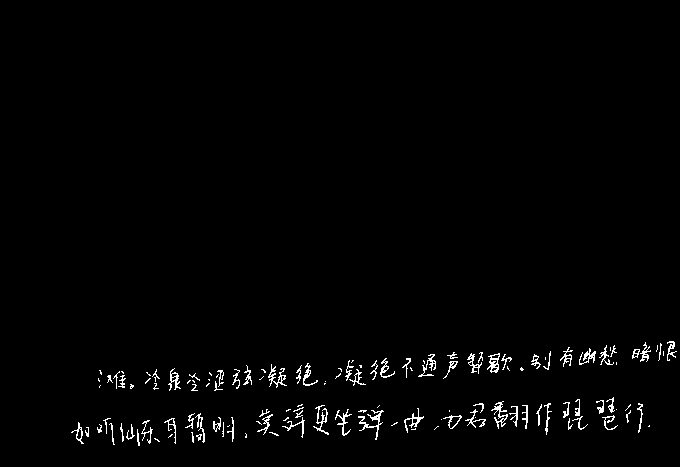 滩。冷泉冷涩弦凝绝,凝绝不通声暂歇.别有幽愁 暗恨
如听仙乐耳暂明,莫辞更坐弹一曲,为君翻作琵琶行.